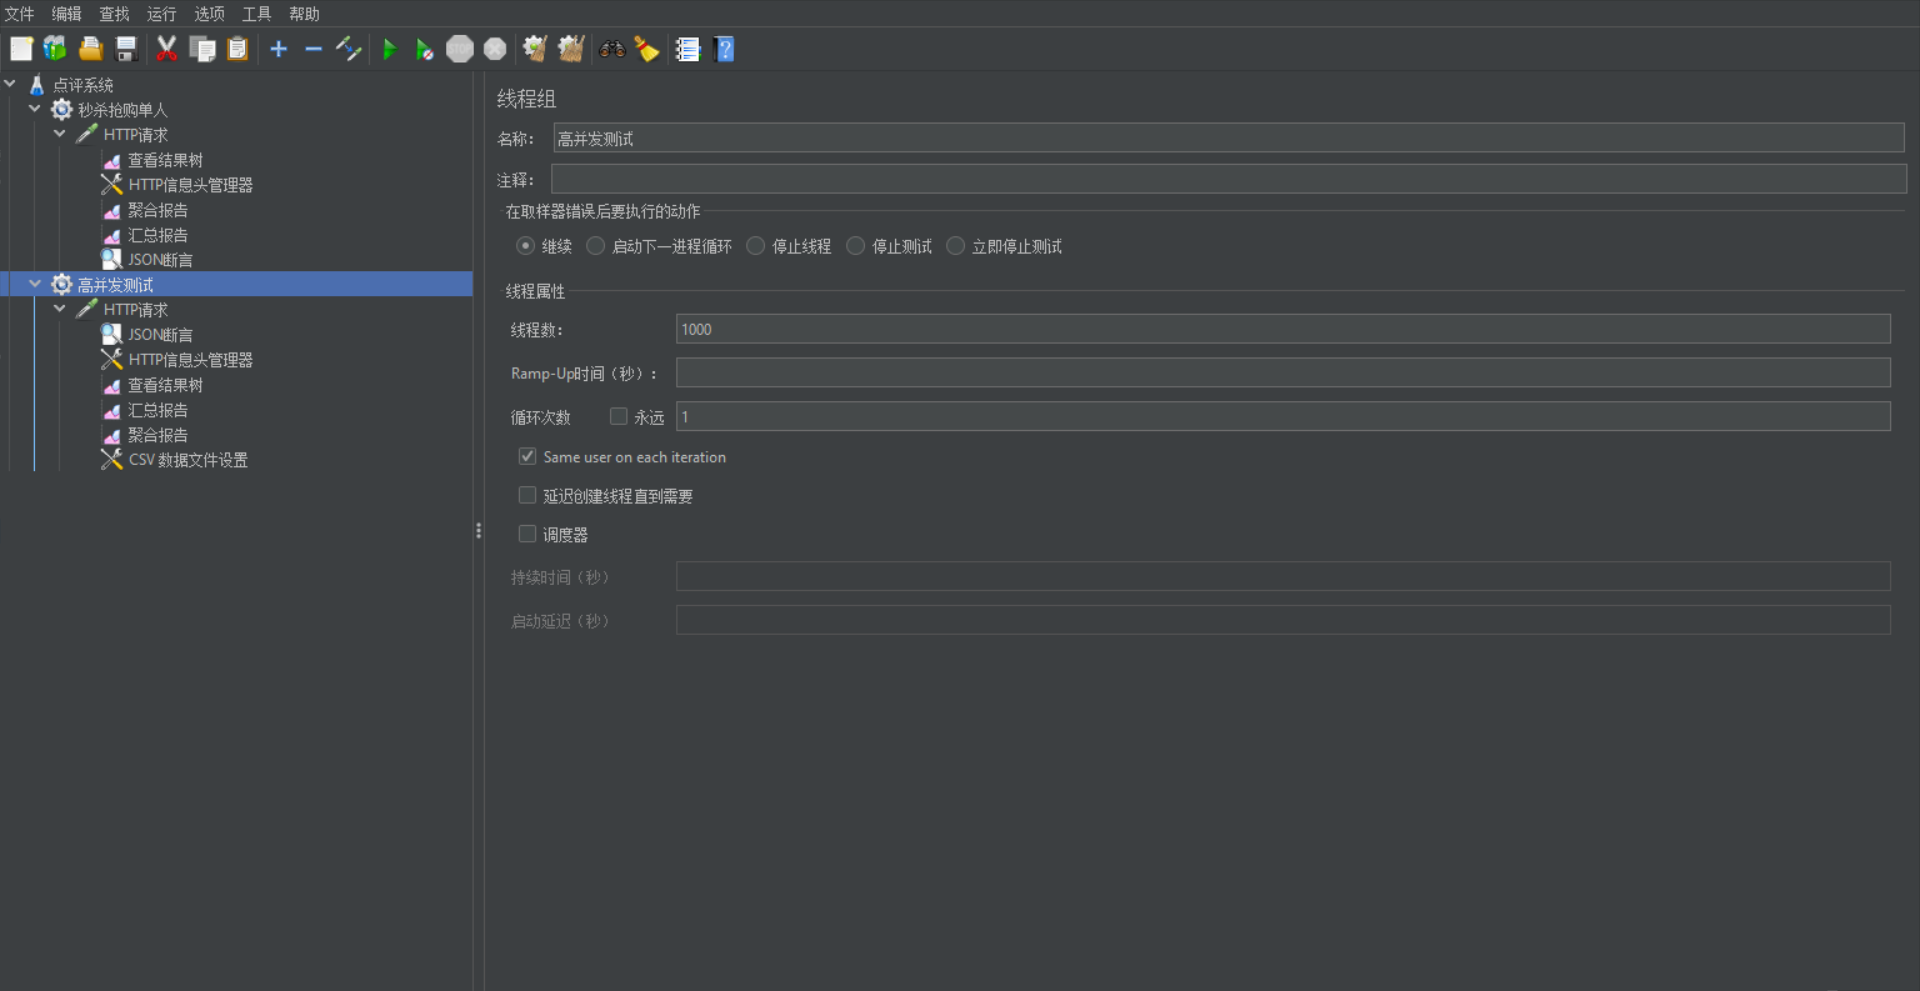 文件 编辑 查找 运行 选项 工具 帮助
STOP
点评系统
秒杀抢购单人
HTTP请求
查看结果树
HTTP信息头管理器
聚合报告
汇总报告
JSON断言
高并发测试
HTTP请求
JSON断言
HTTP信息头管理器
查看结果树
汇总报告
聚合报告
CSV 数据文件设置
线程组
名称: 高并发测试
注释:
在取样器错误后要执行的动作
继续 启动下一进程循环 停止线程 停止测试 立即停止测试
线程属性
线程数: 1000
Ramp-Up时间（秒）:
循环次数 永远 1
Same user on each iteration
延迟创建线程直到需要
调度器
持续时间（秒）
启动延迟（秒）